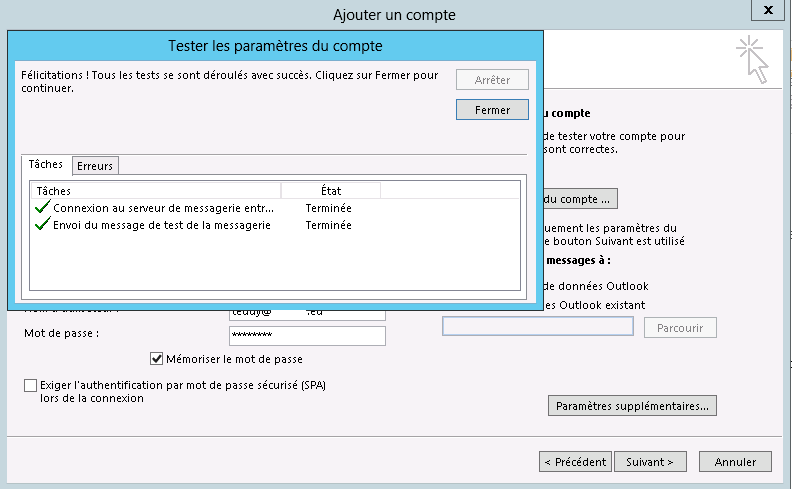 Ajouter un compte
x
Tester les paramètres du compte
Félicitations ! Tous les tests se sont déroulés avec succès. Cliquez sur Fermer pour
continuer.
Arrêter
Fermer
Tâches
Erreurs
Tâches
État
Connexion au serveur de messagerie entr...
Terminée
Envoi du message de test de la messagerie
Terminée
u compte
de tester votre compte pour
sont correctes.
du compte ...
quement les paramètres du
e bouton Suivant est utilisé
messages à :
de données Outlook
es Outlook existant
teddy@ .eu
Parcourir
Mot de passe :
********
Mémoriser le mot de passe
Exiger l'authentification par mot de passe sécurisé (SPA)
lors de la connexion
Paramètres supplémentaires...
< Précédent
Suivant >
Annuler